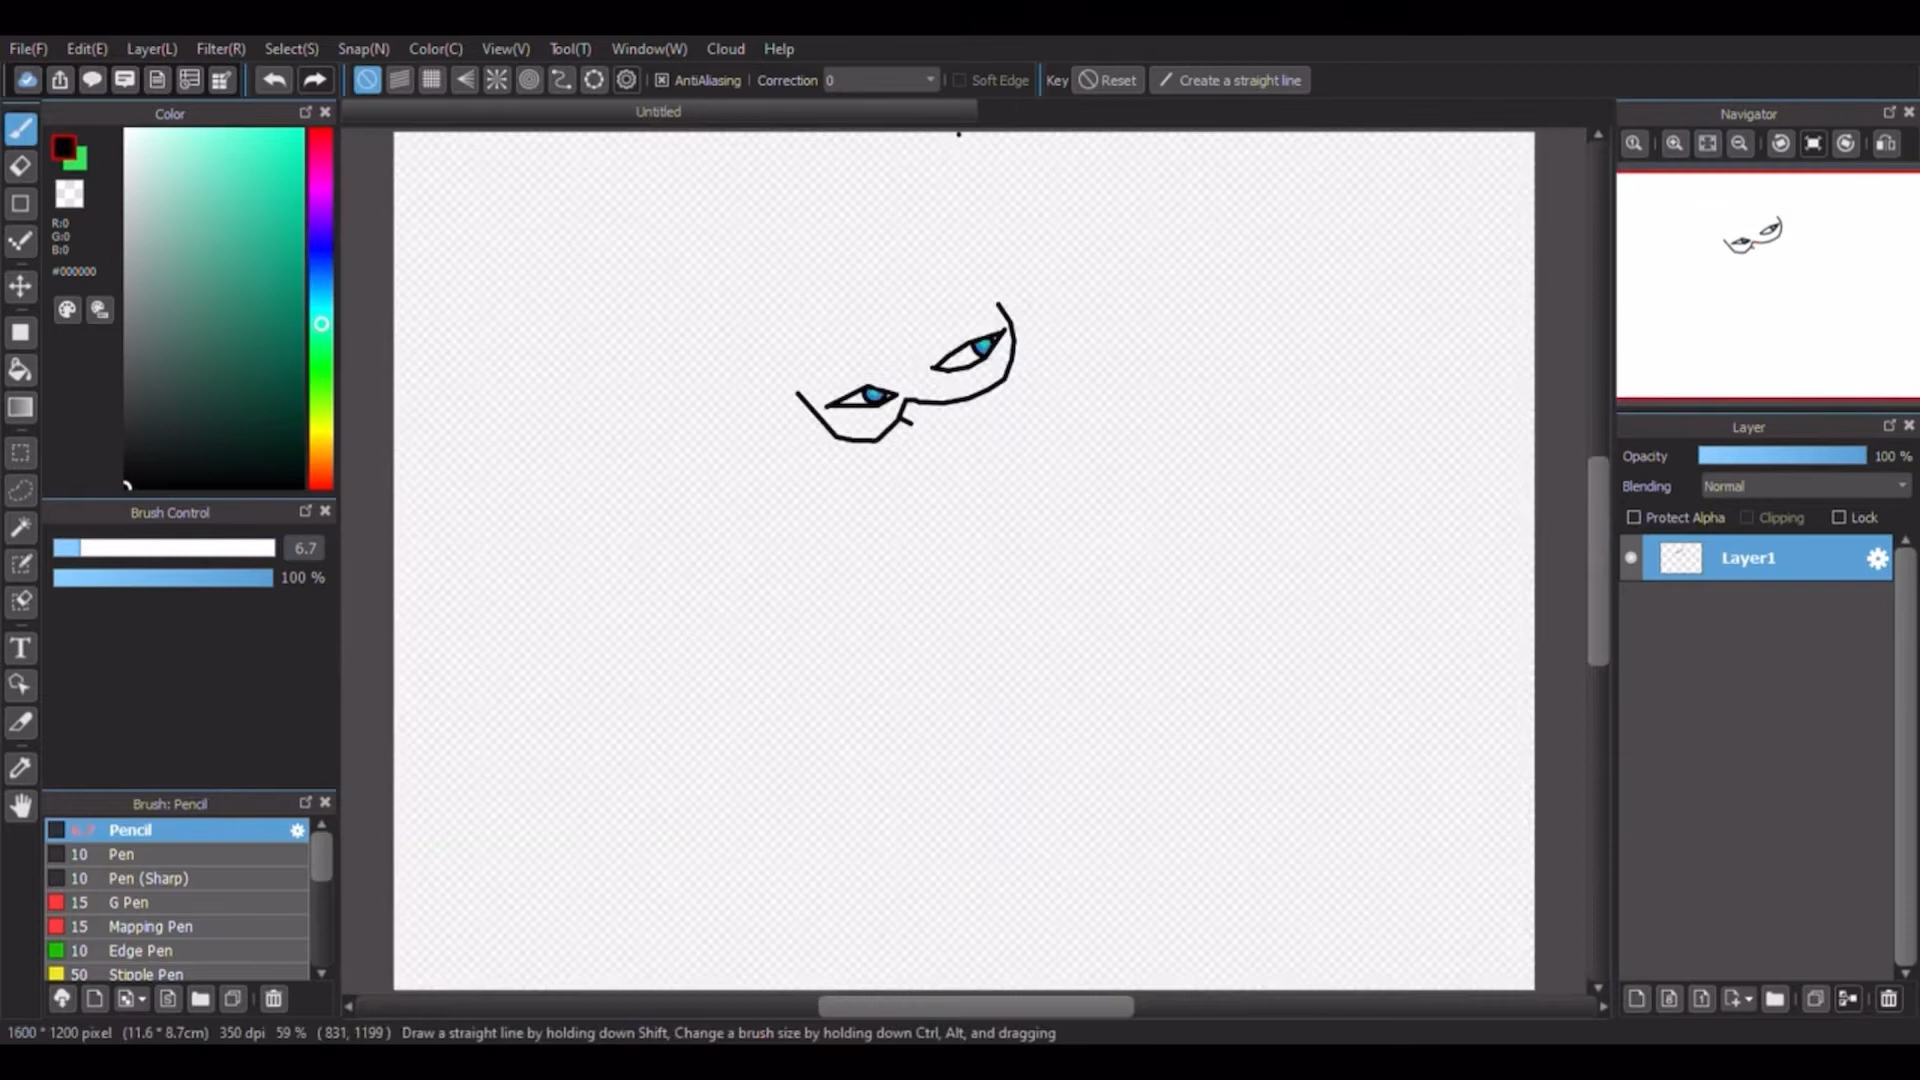 File(F) Edit(E) Layer(L) Filter(R) Select(S) Snap(N) Color(C) View(V) Tool(T) Window(W) Cloud Help
AntiAliasing Correction 0 Soft Edge Key Reset Create a straight line
Color
Untitled
Navigator
R:0
G:0
B:0
#000000
Brush Control
6.7
100 %
Layer
Opacity 100 %
Blending Normal
Protect Alpha Clipping Lock
Layer1
Brush: Pencil
6.7 Pencil
10 Pen
10 Pen (Sharp)
15 G Pen
15 Mapping Pen
10 Edge Pen
50 Stipple Pen
1600 * 1200 pixel (11.6 * 8.7cm) 350 dpi 59 % ( 831, 1199 ) Draw a straight line by holding down Shift, Change a brush size by holding down Ctrl, Alt, and dragging